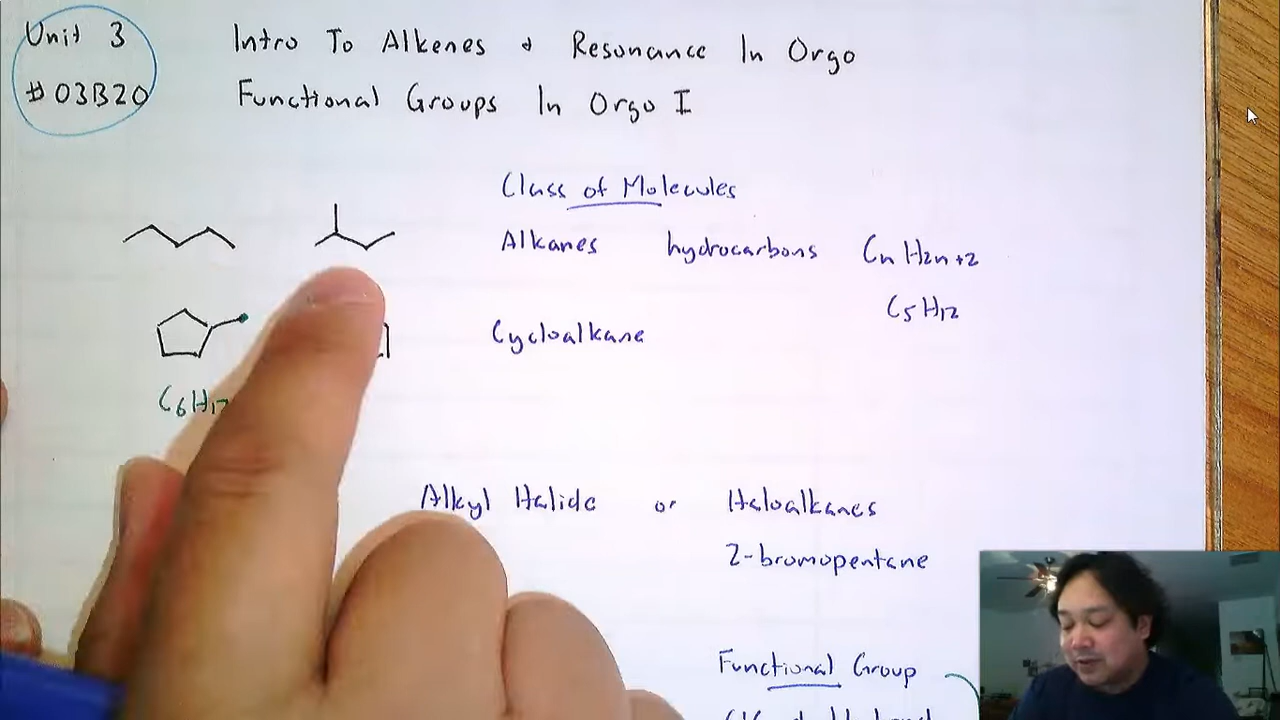 Unit 3 Intro To Alkenes & Resonance In Orgo
#03B20 Functional Groups In Orgo I
Class of Molecules
Alkanes hydrocarbons CnH2n+2
C5H12
Cycloalkane
C6H12
Alkyl Halide or Haloalkanes
2-bromopentane
Functional Group